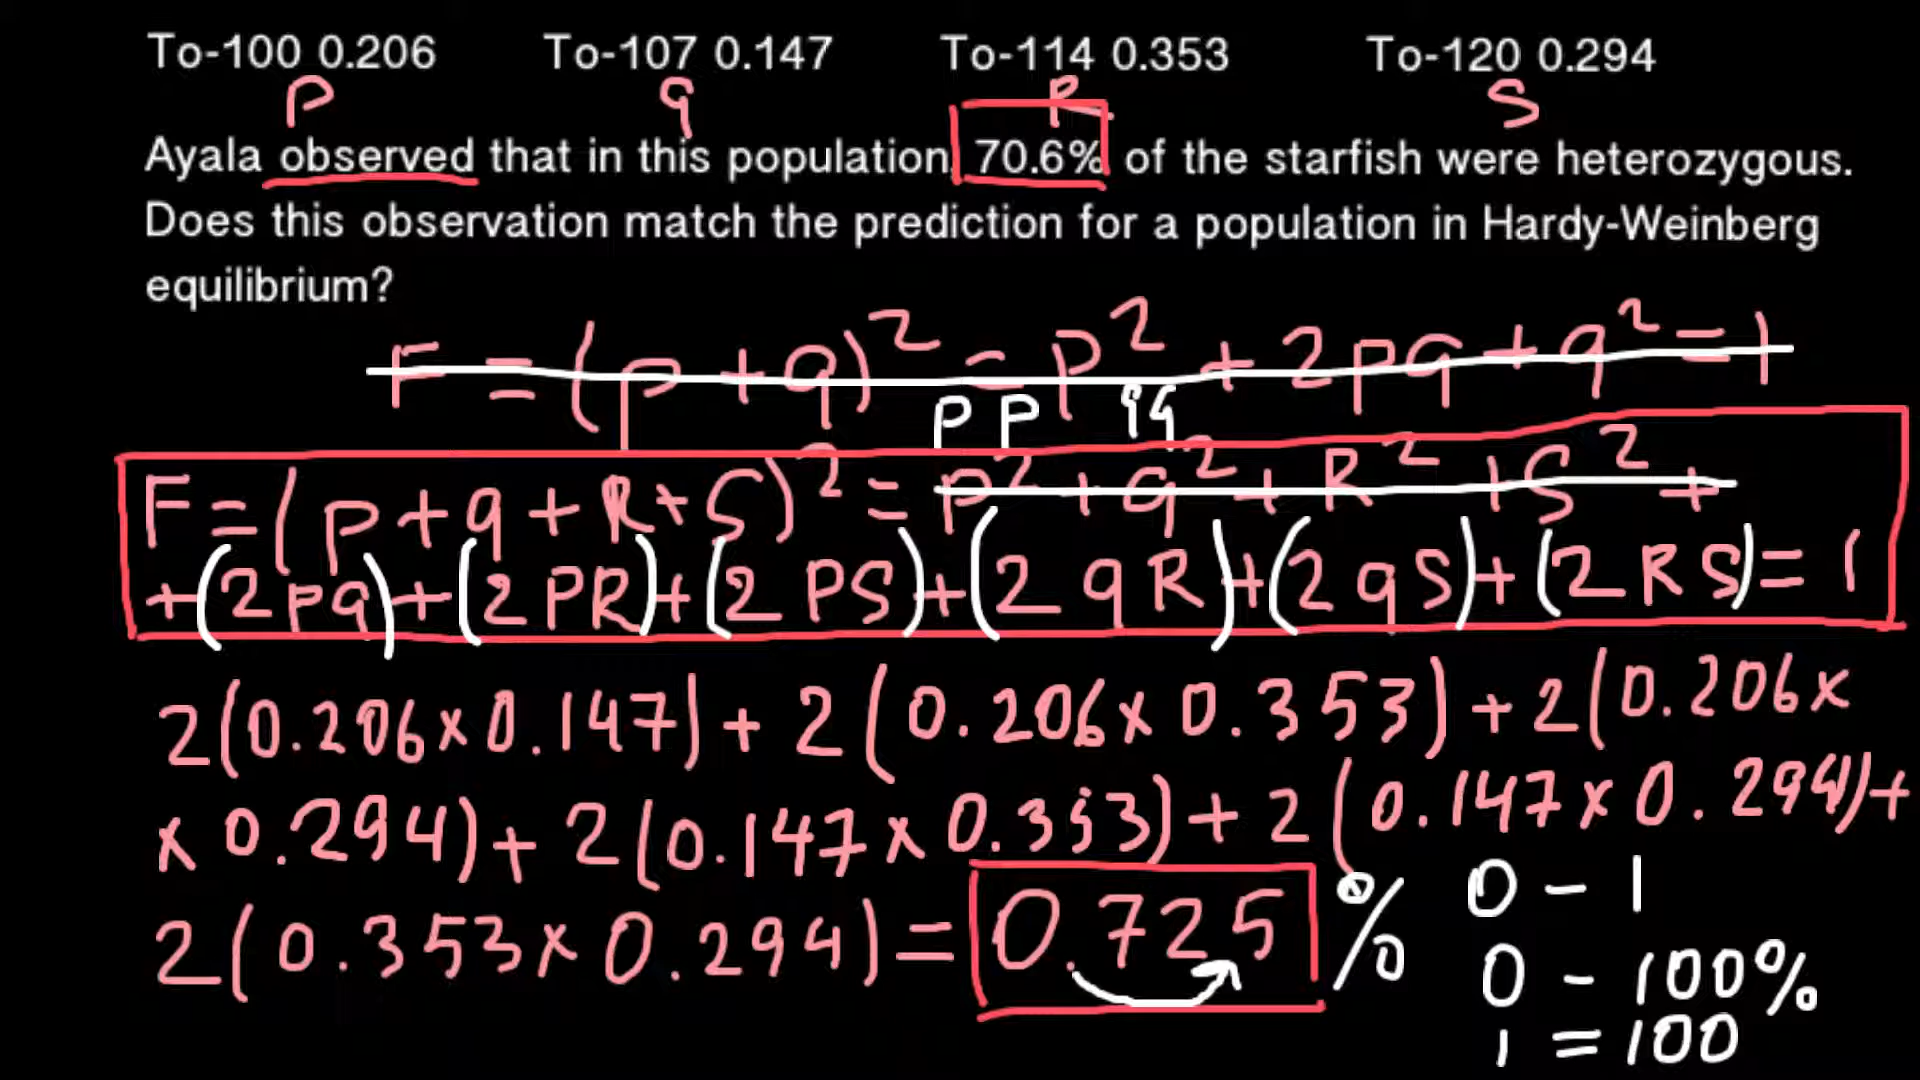 To-100 0.206 To-107 0.147 To-114 0.353 To-120 0.294
P q R S
Ayala observed that in this population, 70.6% of the starfish were heterozygous.
Does this observation match the prediction for a population in Hardy-Weinberg
equilibrium?
F = (p + q)² = P² + 2pq + q² = 1
PP qq
F = (p + q + R + S)² = p² + q² + R² + S² +
+ (2pq) + (2PR) + (2PS) + (2qR) + (2qS) + (2RS) = 1
2(0.206 x 0.147) + 2(0.206 x 0.353) + 2(0.206 x
x 0.294) + 2(0.147 x 0.353) + 2(0.147 x 0.294) +
2(0.353 x 0.294) = 0.725 % 0 - 1
0 - 100%
1 = 100